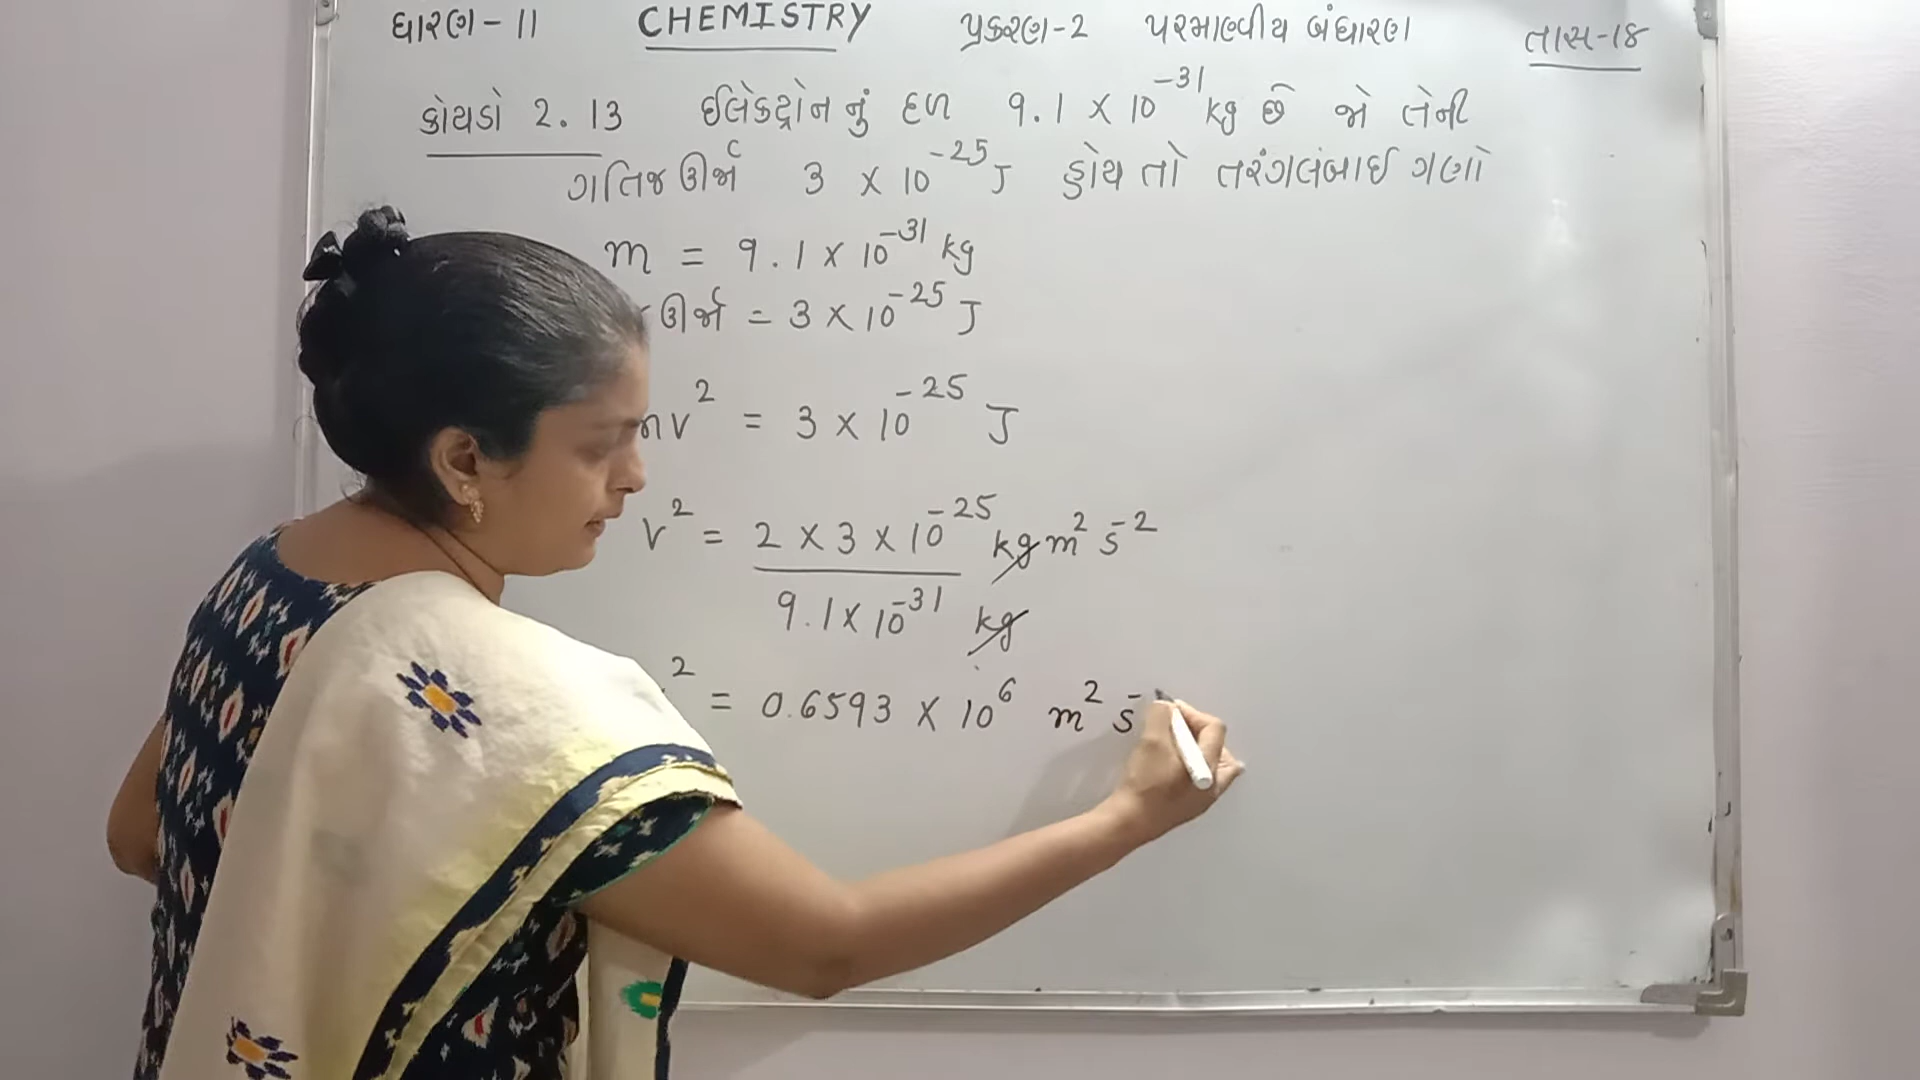 ધોરણ - 11 CHEMISTRY પ્રકરણ-2 પરમાણ્વીય બંધારણ તાસ-૧૪
કોયડો 2.13 ઈલેકટ્રોન નું દળ 9.1 × 10⁻³¹ kg છે જો તેની
ગતિજ ઊર્જા 3 × 10⁻²⁵ J હોય તો તરંગલંબાઈ ગણો
m = 9.1 × 10⁻³¹ kg
ઊર્જા = 3 × 10⁻²⁵ J
mv² = 3 × 10⁻²⁵ J
v² = 2 × 3 × 10⁻²⁵ kg m² s⁻²
9.1 × 10⁻³¹ kg
² = 0.6593 × 10⁶ m² s⁻